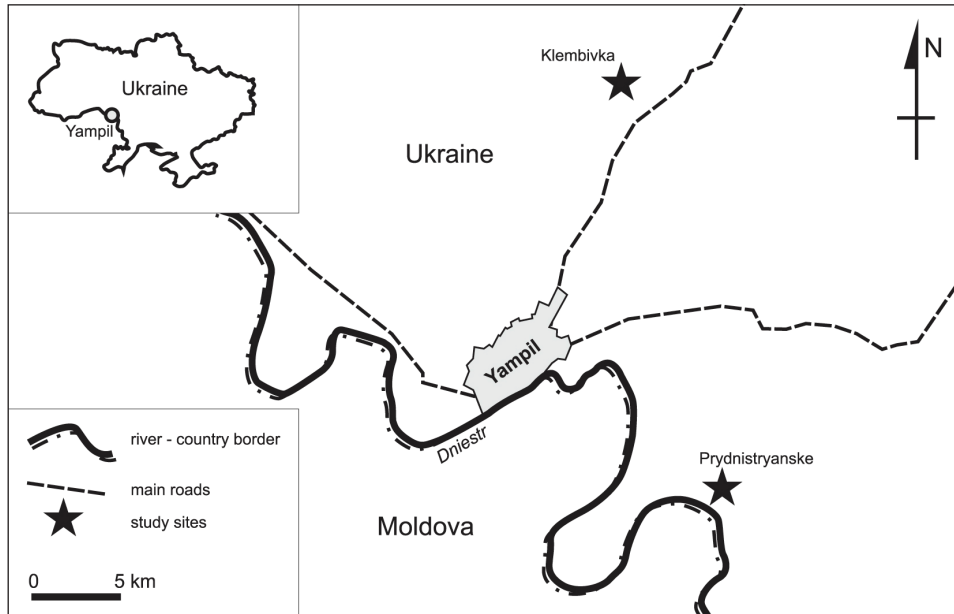 Ukraine
Yampil
Klembivka
N
Ukraine
Yampil
Dniestr
Prydnistryanske
Moldova
river - country border
main roads
study sites
0 5 km